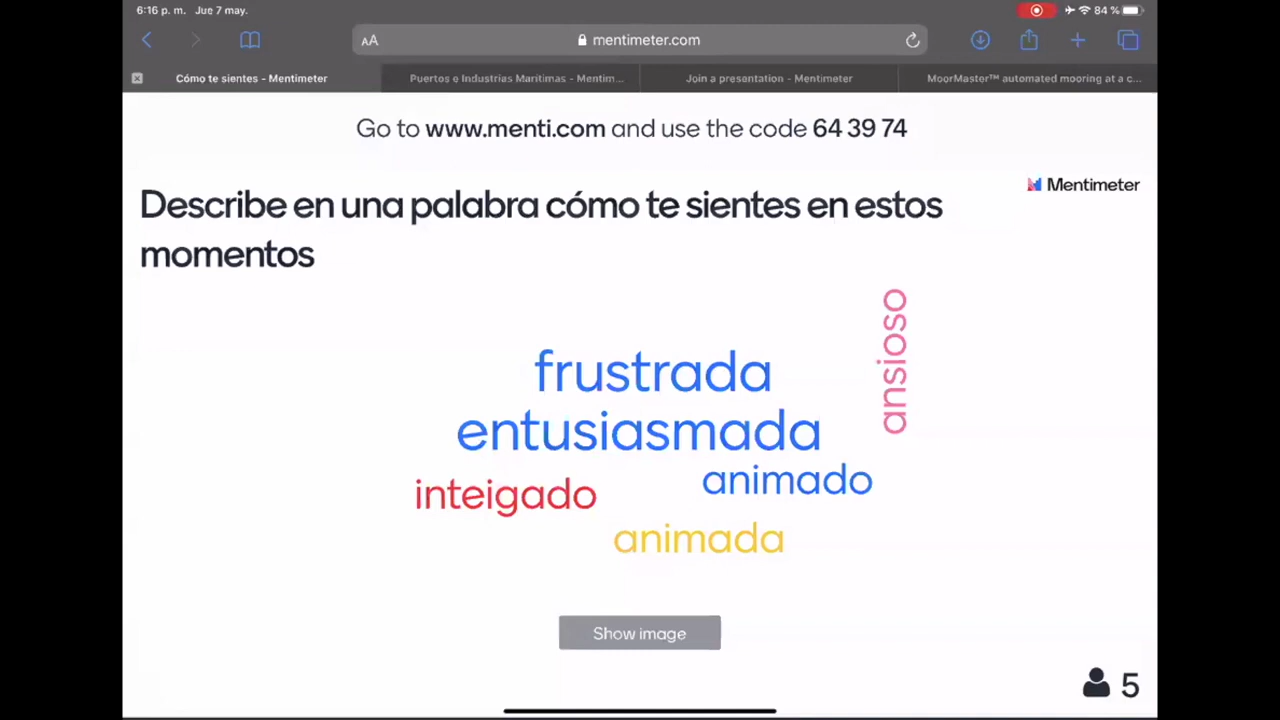 6:16 p. m. Jue 7 may.
84 %
AA
mentimeter.com
Cómo te sientes - Mentimeter
Puertos e Industrias Marítimas - Mentim...
Join a presentation - Mentimeter
MoorMaster™ automated mooring at a c...
Go to www.menti.com and use the code 64 39 74
Mentimeter
Describe en una palabra cómo te sientes en estos
momentos
ansioso
frustrada
entusiasmada
animado
inteigado
animada
Show image
5